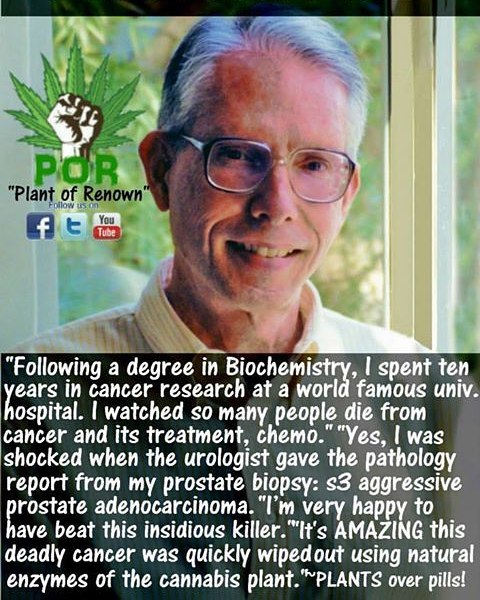 POR
"Plant of Renown"
Follow us on
f t You
Tube
"Following a degree in Biochemistry, I spent ten
years in cancer research at a world famous univ.
hospital. I watched so many people die from
cancer and its treatment, chemo." "Yes, I was
shocked when the urologist gave the pathology
report from my prostate biopsy: s3 aggressive
prostate adenocarcinoma. "I'm very happy to
have beat this insidious killer.""It's AMAZING this
deadly cancer was quickly wiped out using natural
enzymes of the cannabis plant."~PLANTS over pills!